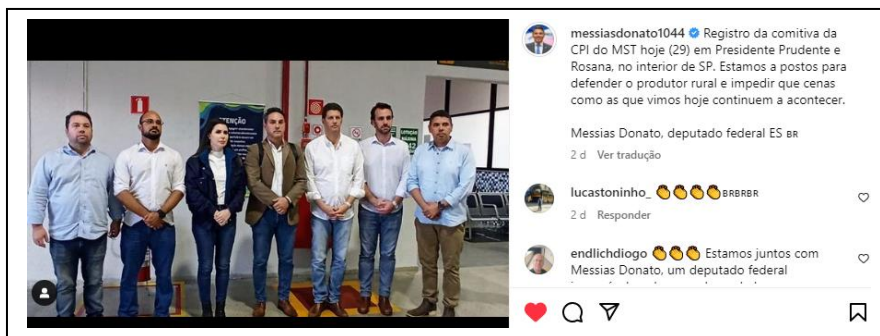 messiasdonato1044 Registro da comitiva da
CPI do MST hoje (29) em Presidente Prudente e
Rosana, no interior de SP. Estamos a postos para
defender o produtor rural e impedir que cenas
como as que vimos hoje continuem a acontecer.
Messias Donato, deputado federal ES BR
2 d Ver tradução
lucastoninho_ 👏👏👏👏BRBRBR
2 d Responder
endlichdiogo 👏👏👏 Estamos juntos com
Messias Donato, um deputado federal
ATENÇÃO
LOTAÇÃO
MÁXIMA